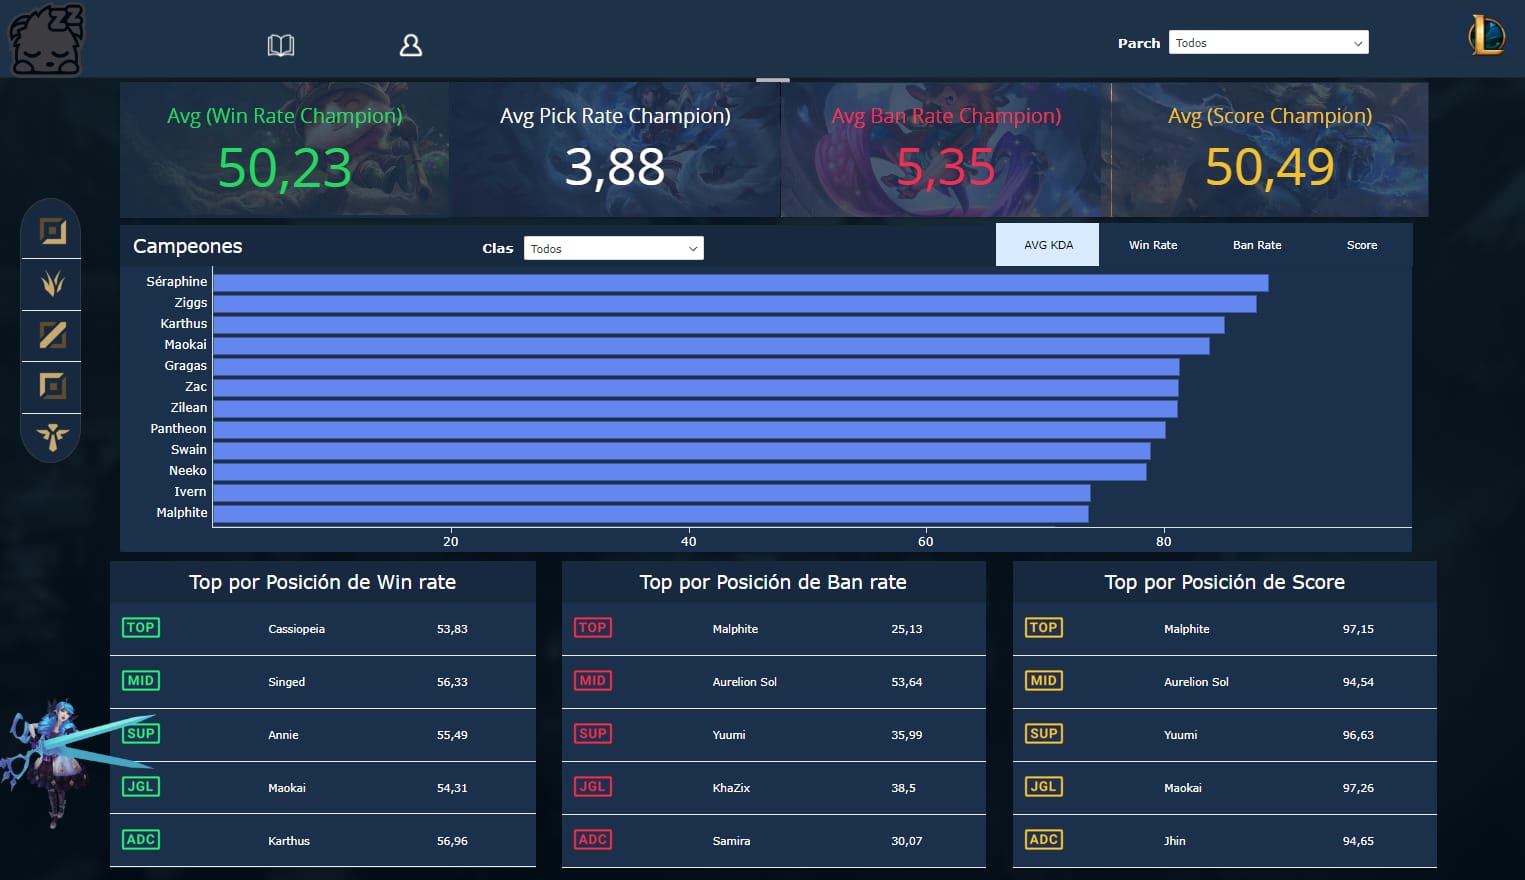 Parch Todos
Avg (Win Rate Champion)
50,23
Avg Pick Rate Champion)
3,88
Avg Ban Rate Champion)
5,35
Avg (Score Champion)
50,49
Campeones
Clas Todos
AVG KDA
Win Rate
Ban Rate
Score
Séraphine
Ziggs
Karthus
Maokai
Gragas
Zac
Zilean
Pantheon
Swain
Neeko
Ivern
Malphite
20 40 60 80
Top por Posición de Win rate
TOP Cassiopeia 53,83
MID Singed 56,33
SUP Annie 55,49
JGL Maokai 54,31
ADC Karthus 56,96
Top por Posición de Ban rate
TOP Malphite 25,13
MID Aurelion Sol 53,64
SUP Yuumi 35,99
JGL KhaZix 38,5
ADC Samira 30,07
Top por Posición de Score
TOP Malphite 97,15
MID Aurelion Sol 94,54
SUP Yuumi 96,63
JGL Maokai 97,26
ADC Jhin 94,65